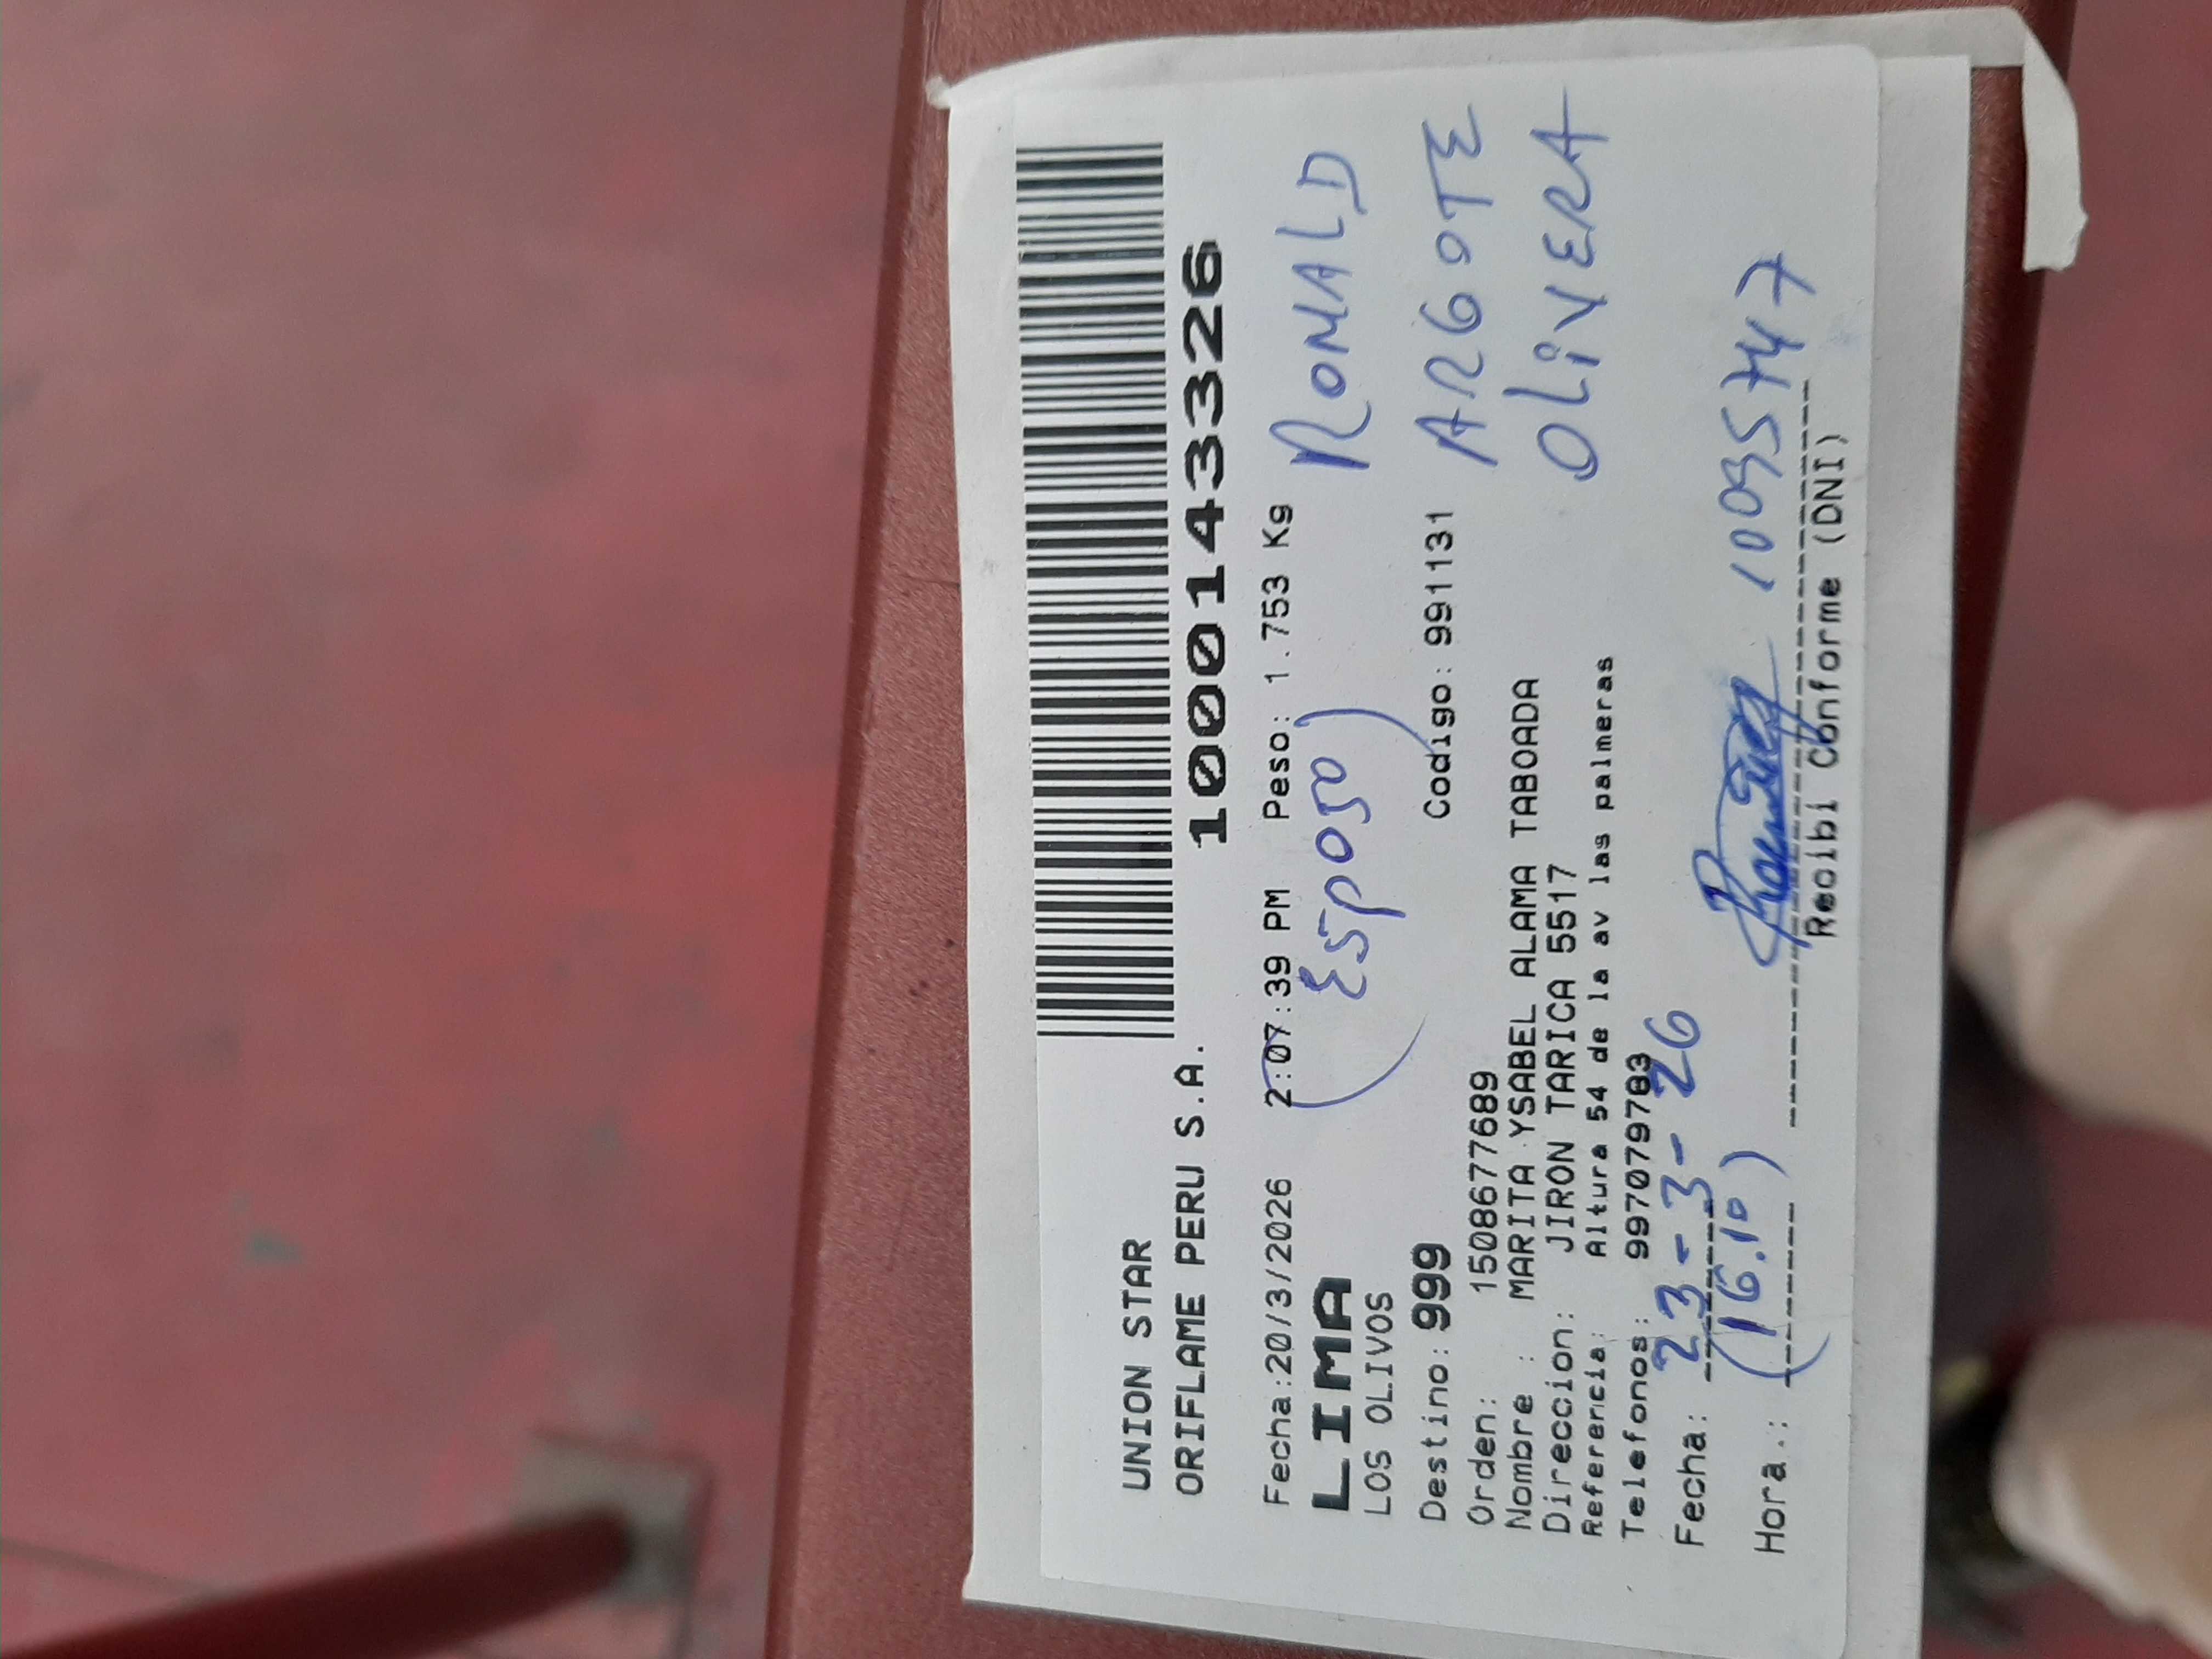 UNION STAR
ORIFLAME PERU S.A.
1000143326
Fecha:20/3/2026 2:07:39 PM Peso: 1.753 Kg
RONALD
LIMA
(Esposo)
LOS OLIVOS
Destino: 999 Codigo: 991131
ARGOTE
Orden: 1508677689
OLiVERA
Nombre : MARITA YSABEL ALAMA TABOADA
Direccion: JIRON TARICA 5517
Referencia: Altura 54 de la av las palmeras
Telefonos: 997079783
Fecha: 23-3-26
Hora.: (16.10) 10095747
Recibi Conforme (DNI)